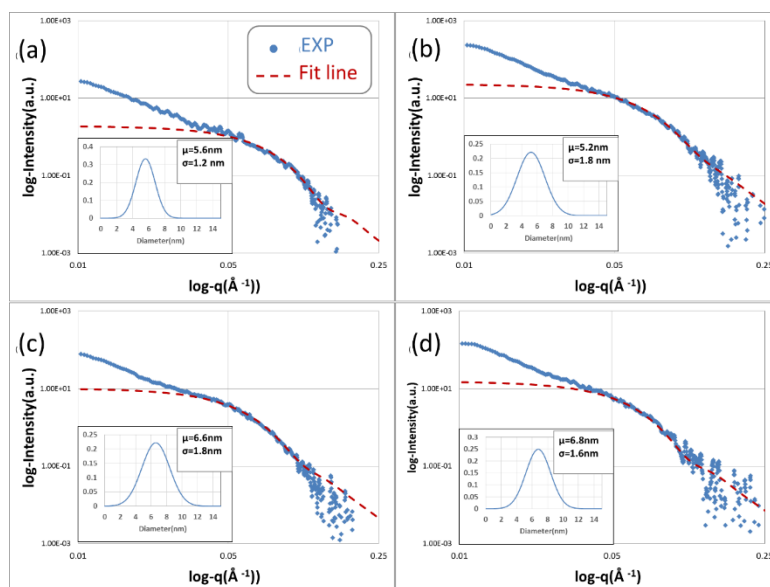 (a)
EXP
Fit line
log-Intensity(a.u.)
1.00E+03
1.00E+01
1.00E-01
1.00E-03
0.4
0.3
0.2
0.1
0
0 2 4 6 8 10 12 14
Diameter(nm)
μ=5.6nm
σ=1.2 nm
0.01 0.05 0.25
log-q(Å⁻¹))
(b)
log-Intensity(a.u.)
1.00E+03
1.00E+01
1.00E-01
1.00E-03
0.25
0.2
0.15
0.1
0.05
0
0 2 4 6 8 10 12 14
Diameter(nm)
μ=5.2nm
σ=1.8 nm
0.01 0.05 0.25
log-q(Å⁻¹))
(c)
log-Intensity(a.u.)
1.00E+03
1.00E+01
1.00E-01
1.00E-03
0.25
0.2
0.15
0.1
0.05
0
0 2 4 6 8 10 12 14
Diameter(nm)
μ=6.6nm
σ=1.8nm
0.01 0.05 0.25
log-q(Å⁻¹))
(d)
log-Intensity(a.u.)
1.00E+03
1.00E+01
1.00E-01
1.00E-03
0.3
0.25
0.2
0.15
0.1
0.05
0
0 2 4 6 8 10 12 14
Diameter(nm)
μ=6.8nm
σ=1.6nm
0.01 0.05 0.25
log-q(Å⁻¹))